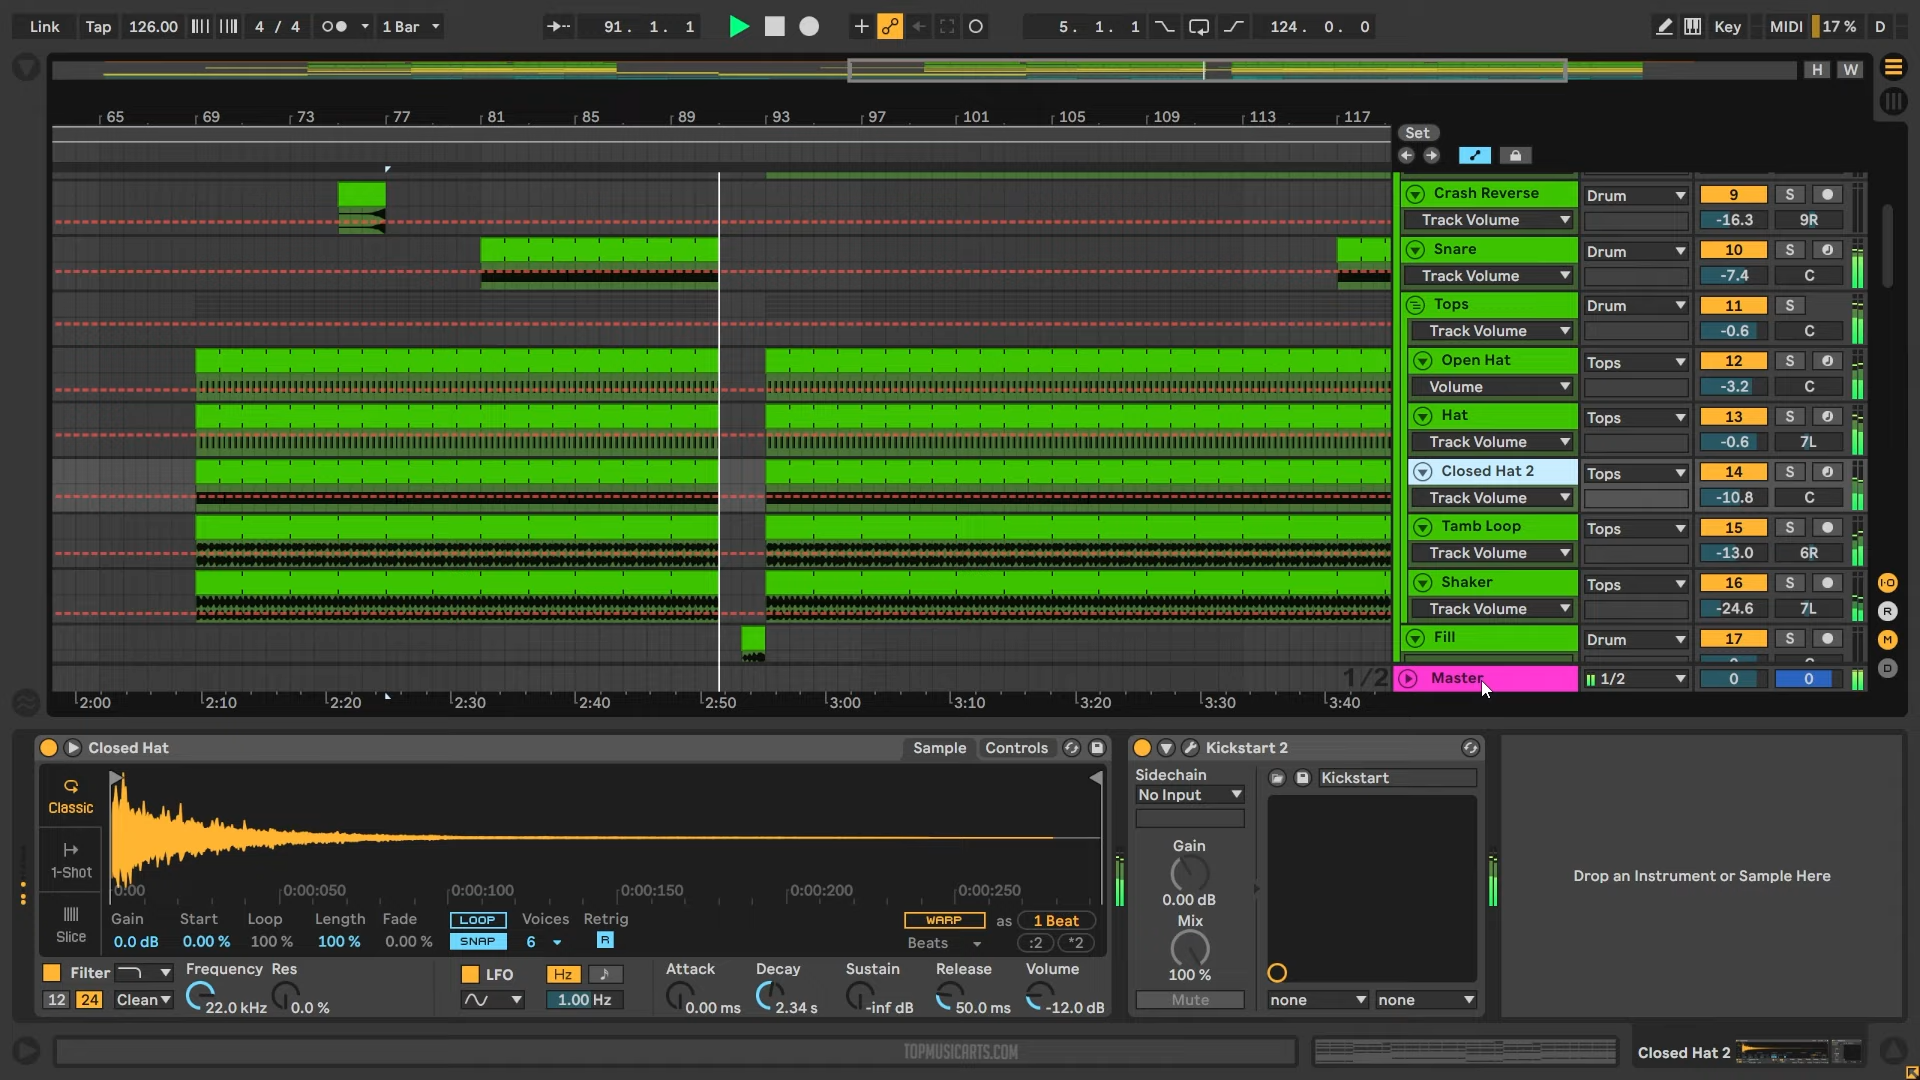 Link Tap 126.00 4 / 4 1 Bar 91. 1. 1 5. 1. 1 124. 0. 0 Key MIDI 17 % D
H W
65 69 73 77 81 85 89 93 97 101 105 109 113 117
Set
Crash Reverse Drum 9 S
Track Volume -16.3 9R
Snare Drum 10 S
Track Volume -7.4 C
Tops Drum 11 S
Track Volume -0.6 C
Open Hat Tops 12 S
Volume -3.2 C
Hat Tops 13 S
Track Volume -0.6 7L
Closed Hat 2 Tops 14 S
Track Volume -10.8 C
Tamb Loop Tops 15 S
Track Volume -13.0 6R
Shaker Tops 16 S
Track Volume -24.6 7L
Fill Drum 17 S
1/2 Master 1/2 0 0
I·O
R
M
D
2:00 2:10 2:20 2:30 2:40 2:50 3:00 3:10 3:20 3:30 3:40
Closed Hat Sample Controls
Classic
1-Shot
Slice
0:00 0:00:050 0:00:100 0:00:150 0:00:200 0:00:250
Gain Start Loop Length Fade LOOP Voices Retrig WARP as 1 Beat
0.0 dB 0.00 % 100 % 100 % 0.00 % SNAP 6 R Beats :2 *2
Filter Frequency Res LFO Hz Attack Decay Sustain Release Volume
12 24 Clean 22.0 kHz 0.0 % 1.00 Hz 0.00 ms 2.34 s -inf dB 50.0 ms -12.0 dB
Kickstart 2
Sidechain
No Input
Kickstart
Gain
0.00 dB
Mix
100 %
Mute
none none
Drop an Instrument or Sample Here
TOPMUSICARTS.COM
Closed Hat 2